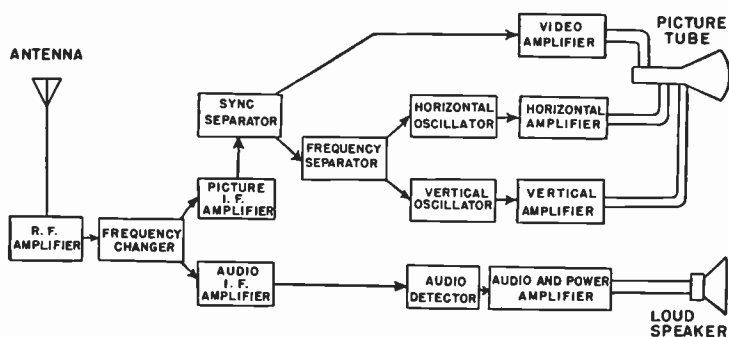 ANTENNA
R.F.
AMPLIFIER
FREQUENCY
CHANGER
PICTURE
I.F.
AMPLIFIER
SYNC
SEPARATOR
FREQUENCY
SEPARATOR
VIDEO
AMPLIFIER
HORIZONTAL
OSCILLATOR
HORIZONTAL
AMPLIFIER
VERTICAL
OSCILLATOR
VERTICAL
AMPLIFIER
PICTURE
TUBE
AUDIO
I.F.
AMPLIFIER
AUDIO
DETECTOR
AUDIO AND POWER
AMPLIFIER
LOUD
SPEAKER